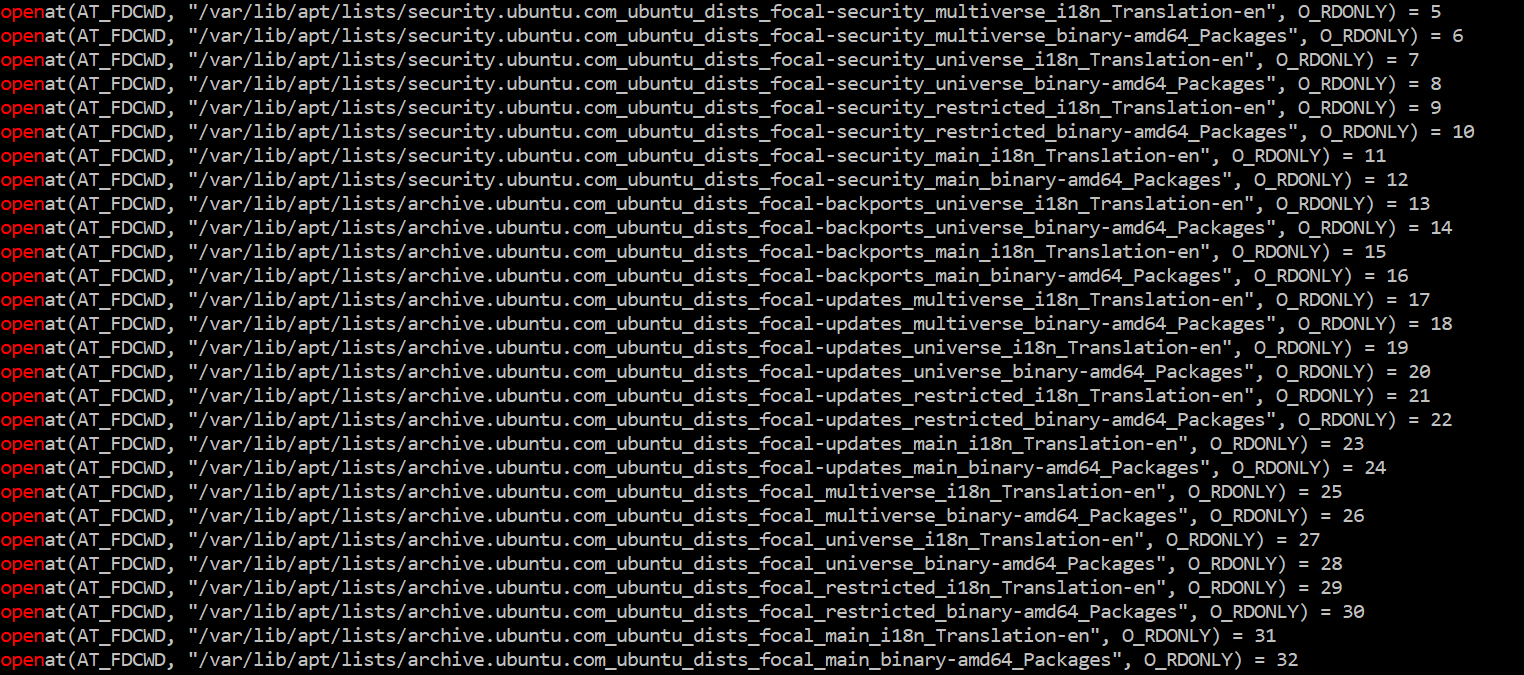 openat(AT_FDCWD, "/var/lib/apt/lists/security.ubuntu.com_ubuntu_dists_focal-security_multiverse_i18n_Translation-en", O_RDONLY) = 5
openat(AT_FDCWD, "/var/lib/apt/lists/security.ubuntu.com_ubuntu_dists_focal-security_multiverse_binary-amd64_Packages", O_RDONLY) = 6
openat(AT_FDCWD, "/var/lib/apt/lists/security.ubuntu.com_ubuntu_dists_focal-security_universe_i18n_Translation-en", O_RDONLY) = 7
openat(AT_FDCWD, "/var/lib/apt/lists/security.ubuntu.com_ubuntu_dists_focal-security_universe_binary-amd64_Packages", O_RDONLY) = 8
openat(AT_FDCWD, "/var/lib/apt/lists/security.ubuntu.com_ubuntu_dists_focal-security_restricted_i18n_Translation-en", O_RDONLY) = 9
openat(AT_FDCWD, "/var/lib/apt/lists/security.ubuntu.com_ubuntu_dists_focal-security_restricted_binary-amd64_Packages", O_RDONLY) = 10
openat(AT_FDCWD, "/var/lib/apt/lists/security.ubuntu.com_ubuntu_dists_focal-security_main_i18n_Translation-en", O_RDONLY) = 11
openat(AT_FDCWD, "/var/lib/apt/lists/security.ubuntu.com_ubuntu_dists_focal-security_main_binary-amd64_Packages", O_RDONLY) = 12
openat(AT_FDCWD, "/var/lib/apt/lists/archive.ubuntu.com_ubuntu_dists_focal-backports_universe_i18n_Translation-en", O_RDONLY) = 13
openat(AT_FDCWD, "/var/lib/apt/lists/archive.ubuntu.com_ubuntu_dists_focal-backports_universe_binary-amd64_Packages", O_RDONLY) = 14
openat(AT_FDCWD, "/var/lib/apt/lists/archive.ubuntu.com_ubuntu_dists_focal-backports_main_i18n_Translation-en", O_RDONLY) = 15
openat(AT_FDCWD, "/var/lib/apt/lists/archive.ubuntu.com_ubuntu_dists_focal-backports_main_binary-amd64_Packages", O_RDONLY) = 16
openat(AT_FDCWD, "/var/lib/apt/lists/archive.ubuntu.com_ubuntu_dists_focal-updates_multiverse_i18n_Translation-en", O_RDONLY) = 17
openat(AT_FDCWD, "/var/lib/apt/lists/archive.ubuntu.com_ubuntu_dists_focal-updates_multiverse_binary-amd64_Packages", O_RDONLY) = 18
openat(AT_FDCWD, "/var/lib/apt/lists/archive.ubuntu.com_ubuntu_dists_focal-updates_universe_i18n_Translation-en", O_RDONLY) = 19
openat(AT_FDCWD, "/var/lib/apt/lists/archive.ubuntu.com_ubuntu_dists_focal-updates_universe_binary-amd64_Packages", O_RDONLY) = 20
openat(AT_FDCWD, "/var/lib/apt/lists/archive.ubuntu.com_ubuntu_dists_focal-updates_restricted_i18n_Translation-en", O_RDONLY) = 21
openat(AT_FDCWD, "/var/lib/apt/lists/archive.ubuntu.com_ubuntu_dists_focal-updates_restricted_binary-amd64_Packages", O_RDONLY) = 22
openat(AT_FDCWD, "/var/lib/apt/lists/archive.ubuntu.com_ubuntu_dists_focal-updates_main_i18n_Translation-en", O_RDONLY) = 23
openat(AT_FDCWD, "/var/lib/apt/lists/archive.ubuntu.com_ubuntu_dists_focal-updates_main_binary-amd64_Packages", O_RDONLY) = 24
openat(AT_FDCWD, "/var/lib/apt/lists/archive.ubuntu.com_ubuntu_dists_focal_multiverse_i18n_Translation-en", O_RDONLY) = 25
openat(AT_FDCWD, "/var/lib/apt/lists/archive.ubuntu.com_ubuntu_dists_focal_multiverse_binary-amd64_Packages", O_RDONLY) = 26
openat(AT_FDCWD, "/var/lib/apt/lists/archive.ubuntu.com_ubuntu_dists_focal_universe_i18n_Translation-en", O_RDONLY) = 27
openat(AT_FDCWD, "/var/lib/apt/lists/archive.ubuntu.com_ubuntu_dists_focal_universe_binary-amd64_Packages", O_RDONLY) = 28
openat(AT_FDCWD, "/var/lib/apt/lists/archive.ubuntu.com_ubuntu_dists_focal_restricted_i18n_Translation-en", O_RDONLY) = 29
openat(AT_FDCWD, "/var/lib/apt/lists/archive.ubuntu.com_ubuntu_dists_focal_restricted_binary-amd64_Packages", O_RDONLY) = 30
openat(AT_FDCWD, "/var/lib/apt/lists/archive.ubuntu.com_ubuntu_dists_focal_main_i18n_Translation-en", O_RDONLY) = 31
openat(AT_FDCWD, "/var/lib/apt/lists/archive.ubuntu.com_ubuntu_dists_focal_main_binary-amd64_Packages", O_RDONLY) = 32